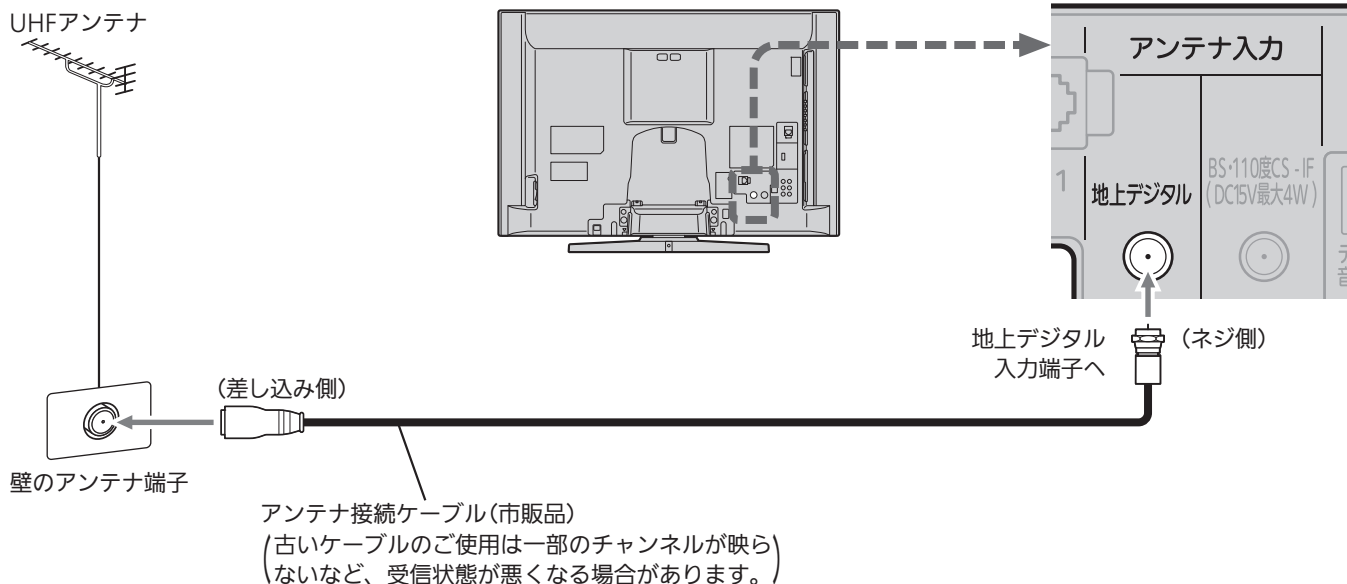 UHFアンテナ
アンテナ入力
1
地上デジタル
BS･110度CS-IF
(DC15V最大4W)
地上デジタル
入力端子へ
(ネジ側)
(差し込み側)
壁のアンテナ端子
アンテナ接続ケーブル(市販品)
(古いケーブルのご使用は一部のチャンネルが映ら
ないなど、受信状態が悪くなる場合があります。)